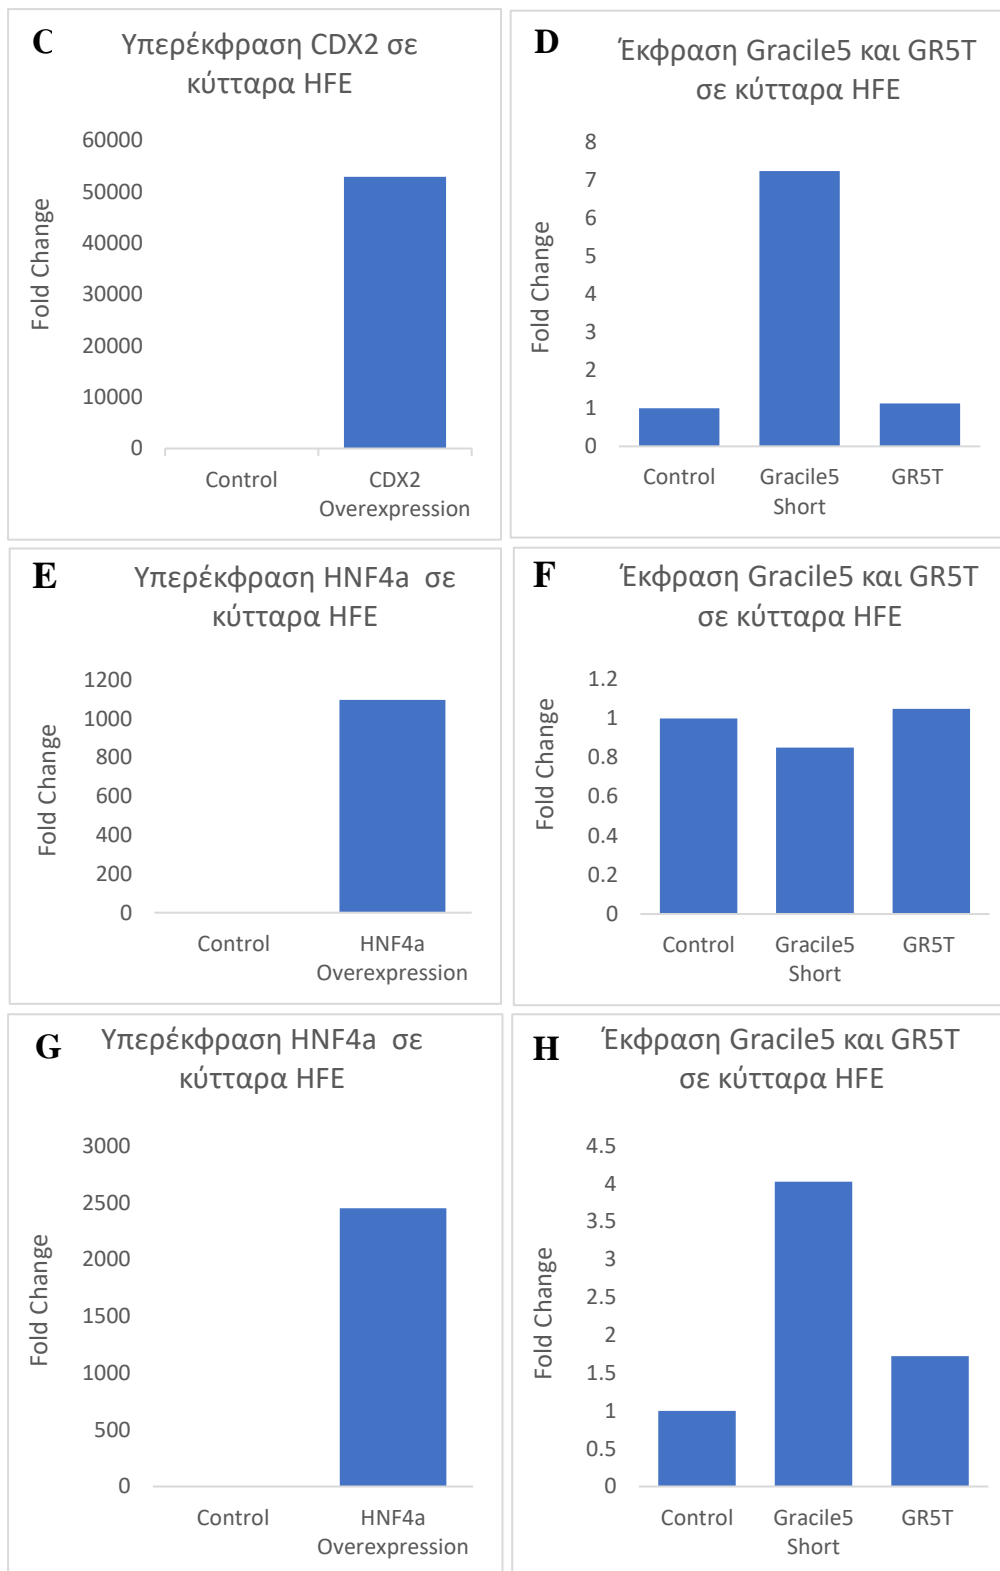 C
Υπερέκφραση CDX2 σε
κύτταρα HFE
60000
50000
40000
30000
20000
10000
0
Fold Change
Control
CDX2
Overexpression
D
Έκφραση Gracile5 και GR5T
σε κύτταρα HFE
8
7
6
5
4
3
2
1
0
Fold Change
Control
Gracile5
Short
GR5T
E
Υπερέκφραση HNF4a σε
κύτταρα HFE
1200
1000
800
600
400
200
0
Fold Change
Control
HNF4a
Overexpression
F
Έκφραση Gracile5 και GR5T
σε κύτταρα HFE
1.2
1
0.8
0.6
0.4
0.2
0
Fold Change
Control
Gracile5
Short
GR5T
G
Υπερέκφραση HNF4a σε
κύτταρα HFE
3000
2500
2000
1500
1000
500
0
Fold Change
Control
HNF4a
Overexpression
H
Έκφραση Gracile5 και GR5T
σε κύτταρα HFE
4.5
4
3.5
3
2.5
2
1.5
1
0.5
0
Fold Change
Control
Gracile5
Short
GR5T